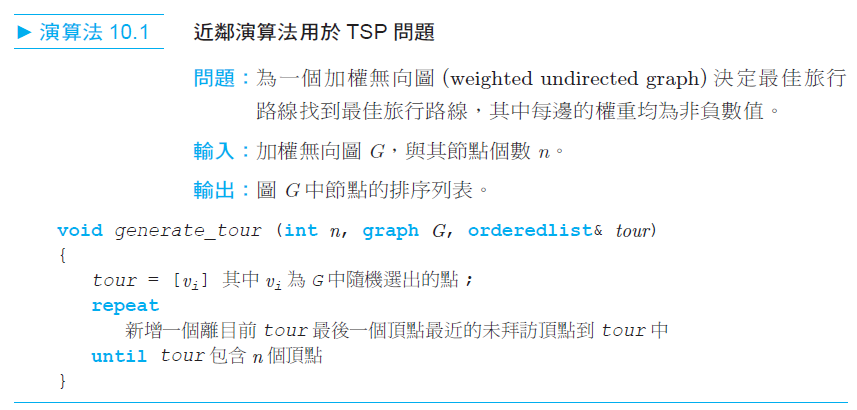 ▶ 演算法 10.1 近鄰演算法用於 TSP 問題
問題：為一個加權無向圖 (weighted undirected graph) 決定最佳旅行
路線找到最佳旅行路線，其中每邊的權重均為非負數值。
輸入：加權無向圖 G，與其節點個數 n。
輸出：圖 G 中節點的排序列表。
void generate_tour (int n, graph G, orderedlist& tour)
{
tour = [vi] 其中 vi 為 G 中隨機選出的點；
repeat
新增一個離目前 tour 最後一個頂點最近的未拜訪頂點到 tour 中
until tour 包含 n 個頂點
}